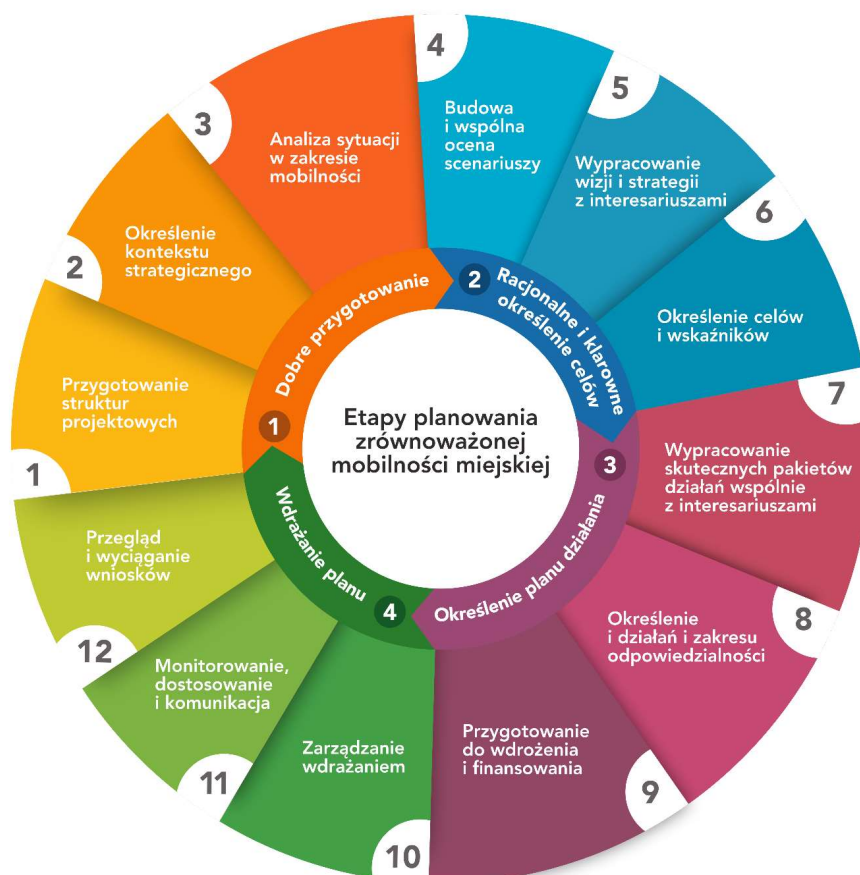 Etapy planowania
zrównoważonej
mobilności miejskiej
1
Dobre przygotowanie
2
Racjonalne i klarowne
określenie celów
3
Określenie planu działania
4
Wdrażanie planu
1
Przygotowanie
struktur
projektowych
2
Określenie
kontekstu
strategicznego
3
Analiza sytuacji
w zakresie
mobilności
4
Budowa
i wspólna
ocena
scenariuszy
5
Wypracowanie
wizji i strategii
z interesariuszami
6
Określenie celów
i wskaźników
7
Wypracowanie
skutecznych pakietów
działań wspólnie
z interesariuszami
8
Określenie
i działań i zakresu
odpowiedzialności
9
Przygotowanie
do wdrożenia
i finansowania
10
Zarządzanie
wdrażaniem
11
Monitorowanie,
dostosowanie
i komunikacja
12
Przegląd
i wyciąganie
wniosków